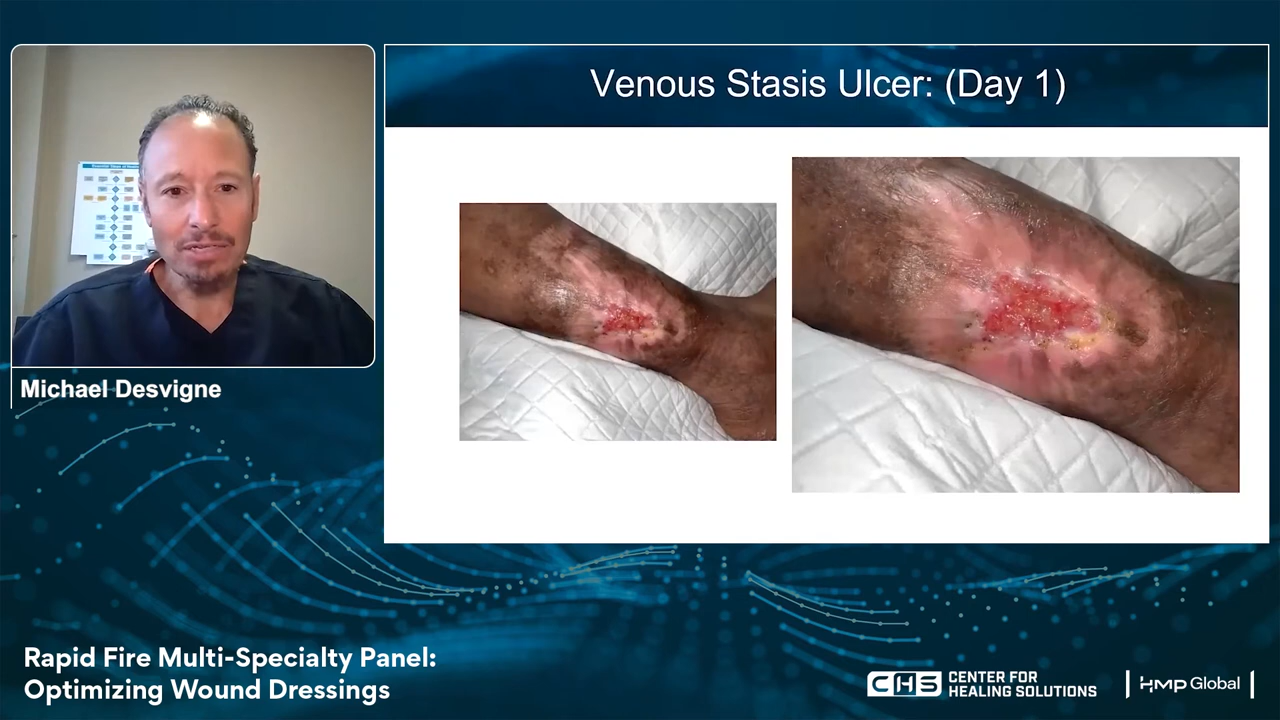 Venous Stasis Ulcer: (Day 1)
Michael Desvigne
Rapid Fire Multi-Specialty Panel:
Optimizing Wound Dressings
CHS
CENTER FOR
HEALING SOLUTIONS
HMP Global